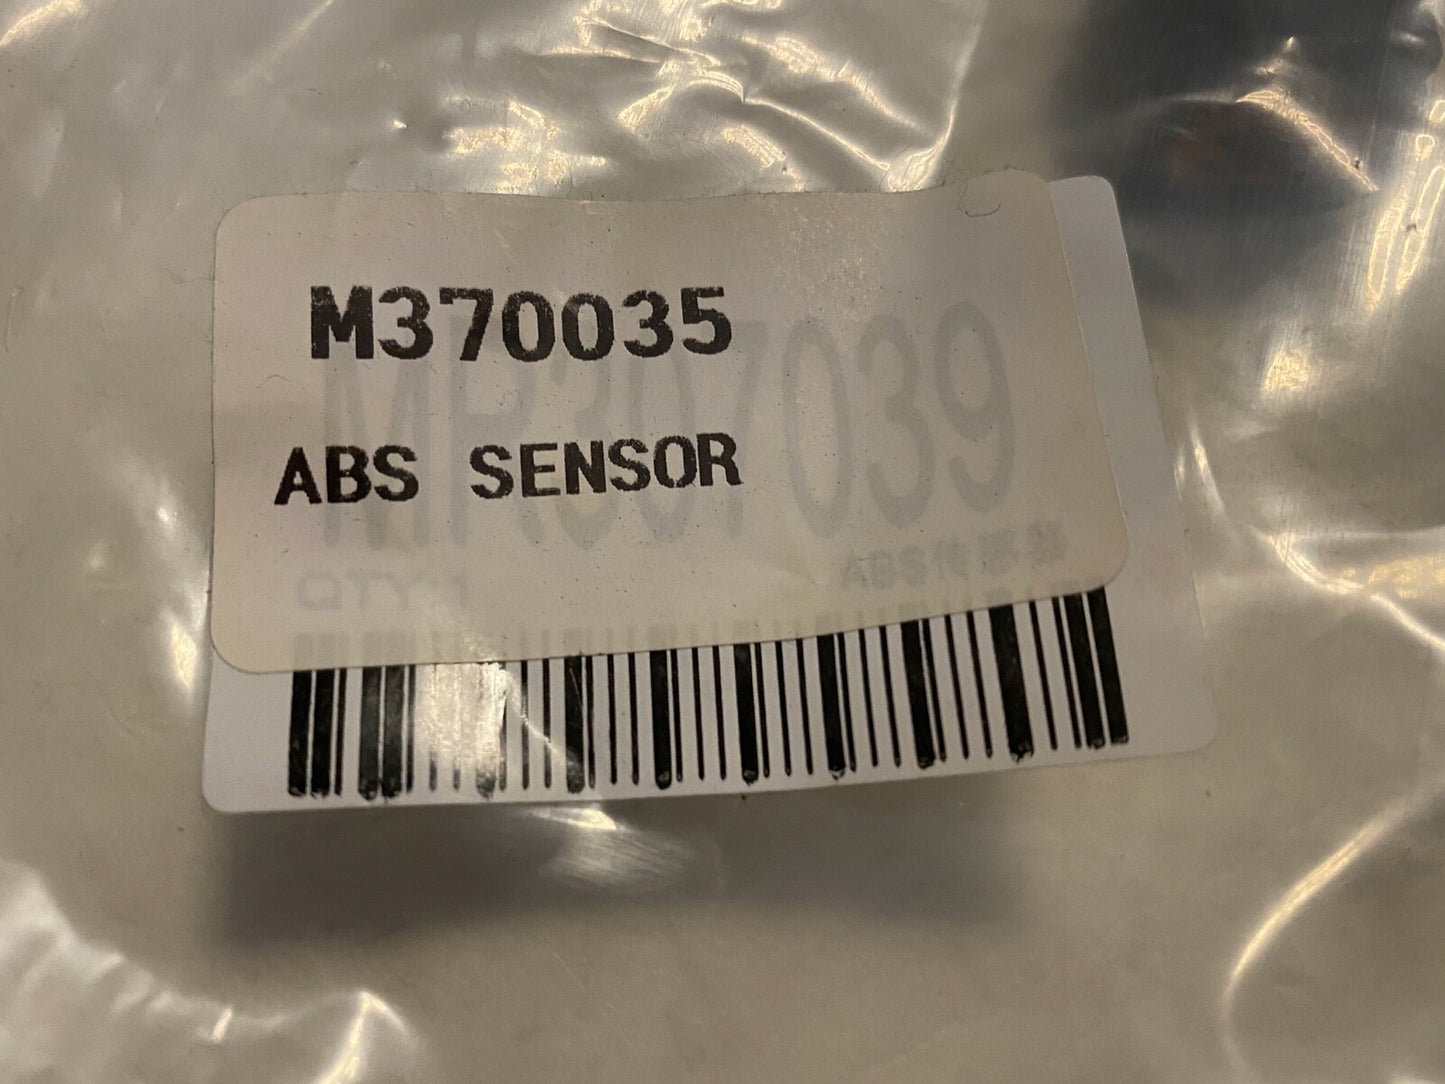 M370035
MR307039
ABS SENSOR
QTY:1
ABS传感器